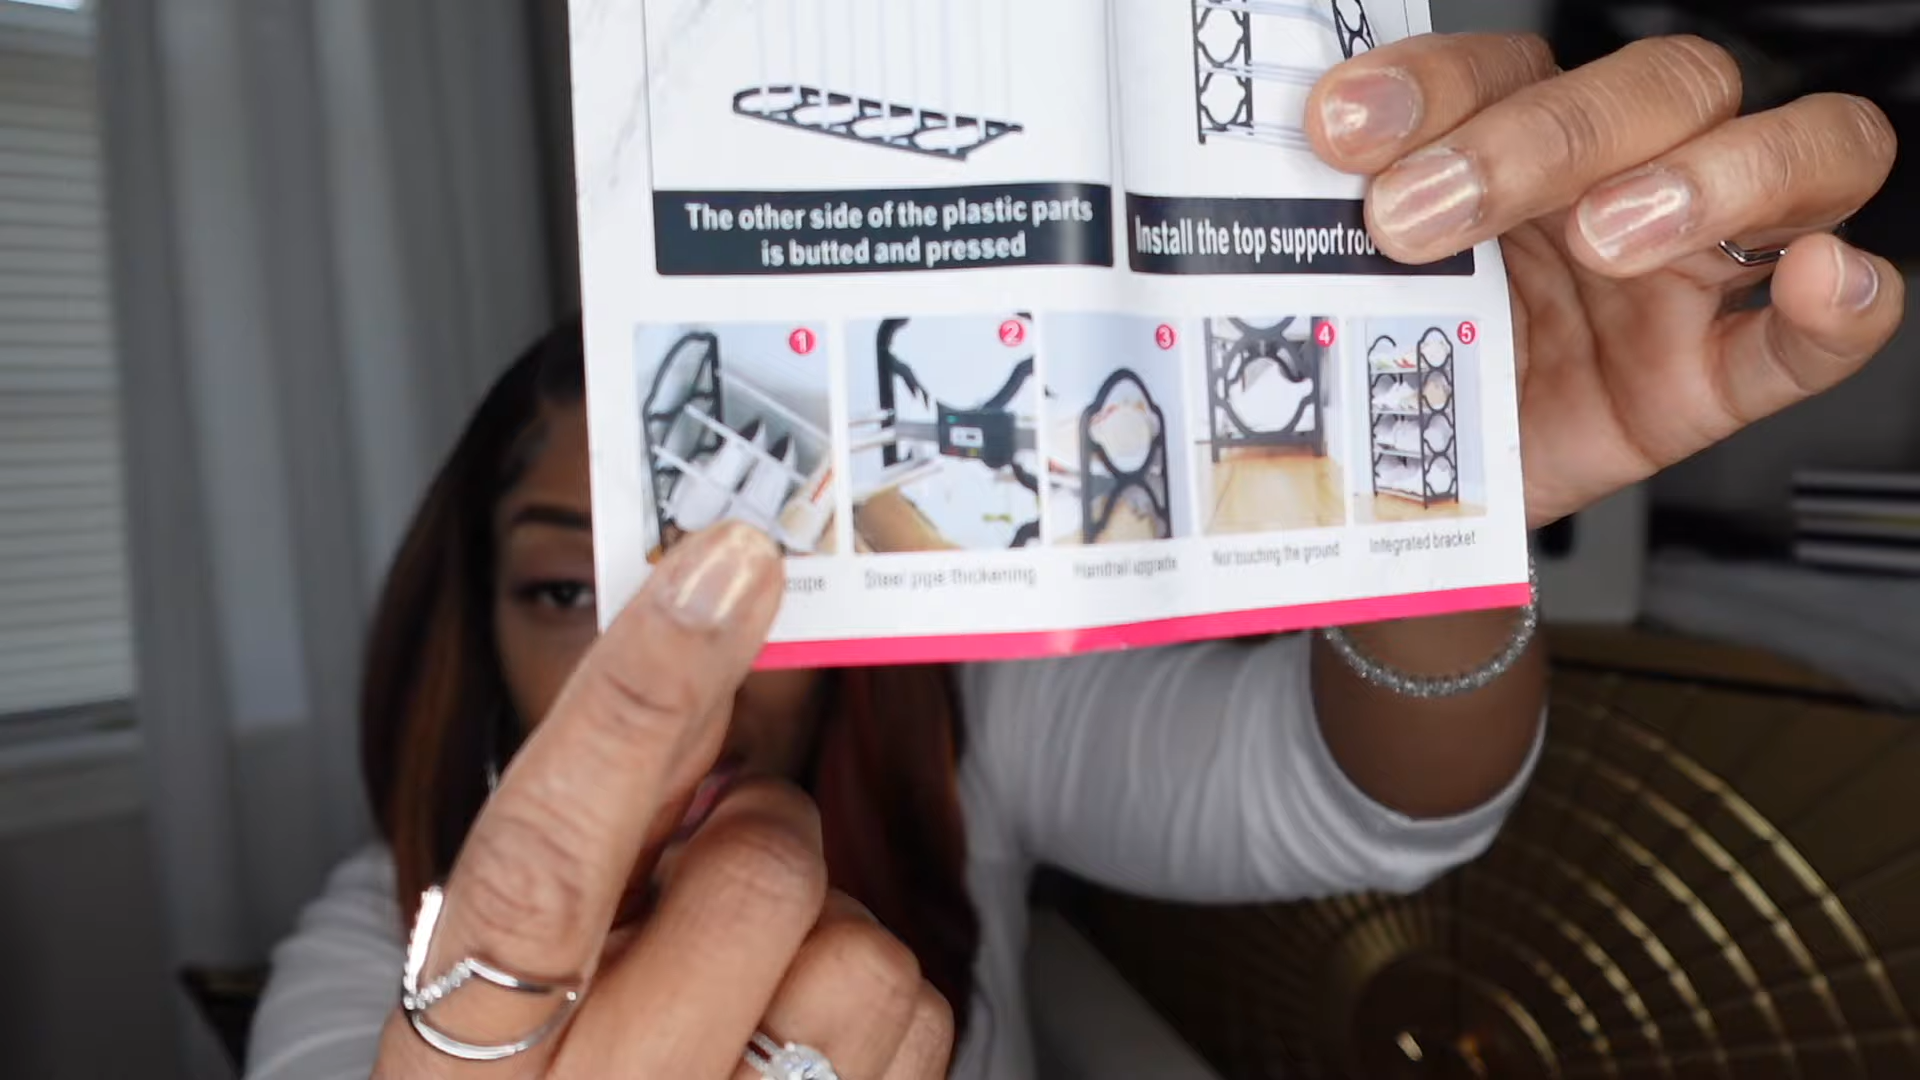 The other side of the plastic parts
is butted and pressed
Install the top support
1
2
3
4
5
Steel pipe thickening
Handrail upgrade
Not touching the ground
Integrated bracket